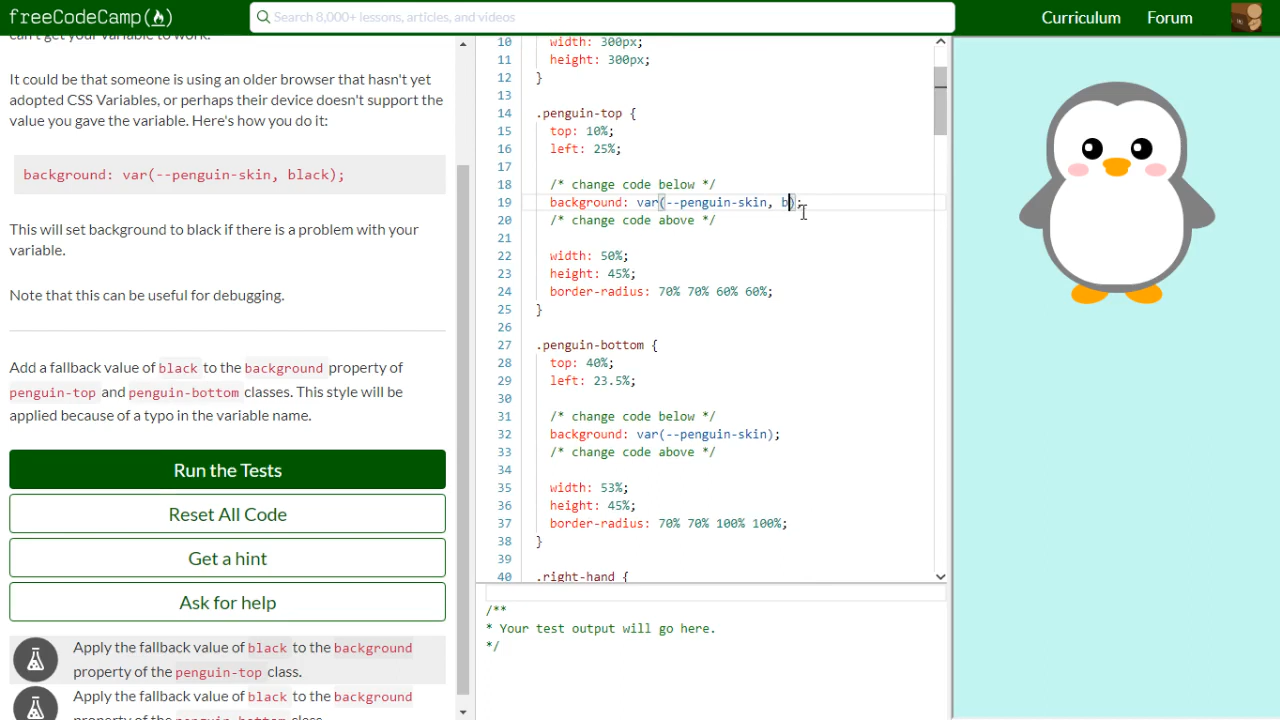 freeCodeCamp
Search 8,000+ lessons, articles, and videos
Curriculum
Forum
can't get your variable to work.
It could be that someone is using an older browser that hasn't yet
adopted CSS Variables, or perhaps their device doesn't support the
value you gave the variable. Here's how you do it:
background: var(--penguin-skin, black);
This will set background to black if there is a problem with your
variable.
Note that this can be useful for debugging.
Add a fallback value of black to the background property of
penguin-top and penguin-bottom classes. This style will be
applied because of a typo in the variable name.
Run the Tests
Reset All Code
Get a hint
Ask for help
Apply the fallback value of black to the background
property of the penguin-top class.
Apply the fallback value of black to the background
property of the penguin-bottom class.
10 width: 300px;
11 height: 300px;
12 }
13
14 .penguin-top {
15 top: 10%;
16 left: 25%;
17
18 /* change code below */
19 background: var(--penguin-skin, b);
20 /* change code above */
21
22 width: 50%;
23 height: 45%;
24 border-radius: 70% 70% 60% 60%;
25 }
26
27 .penguin-bottom {
28 top: 40%;
29 left: 23.5%;
30
31 /* change code below */
32 background: var(--penguin-skin);
33 /* change code above */
34
35 width: 53%;
36 height: 45%;
37 border-radius: 70% 70% 100% 100%;
38 }
39
40 .right-hand {
/**
* Your test output will go here.
*/